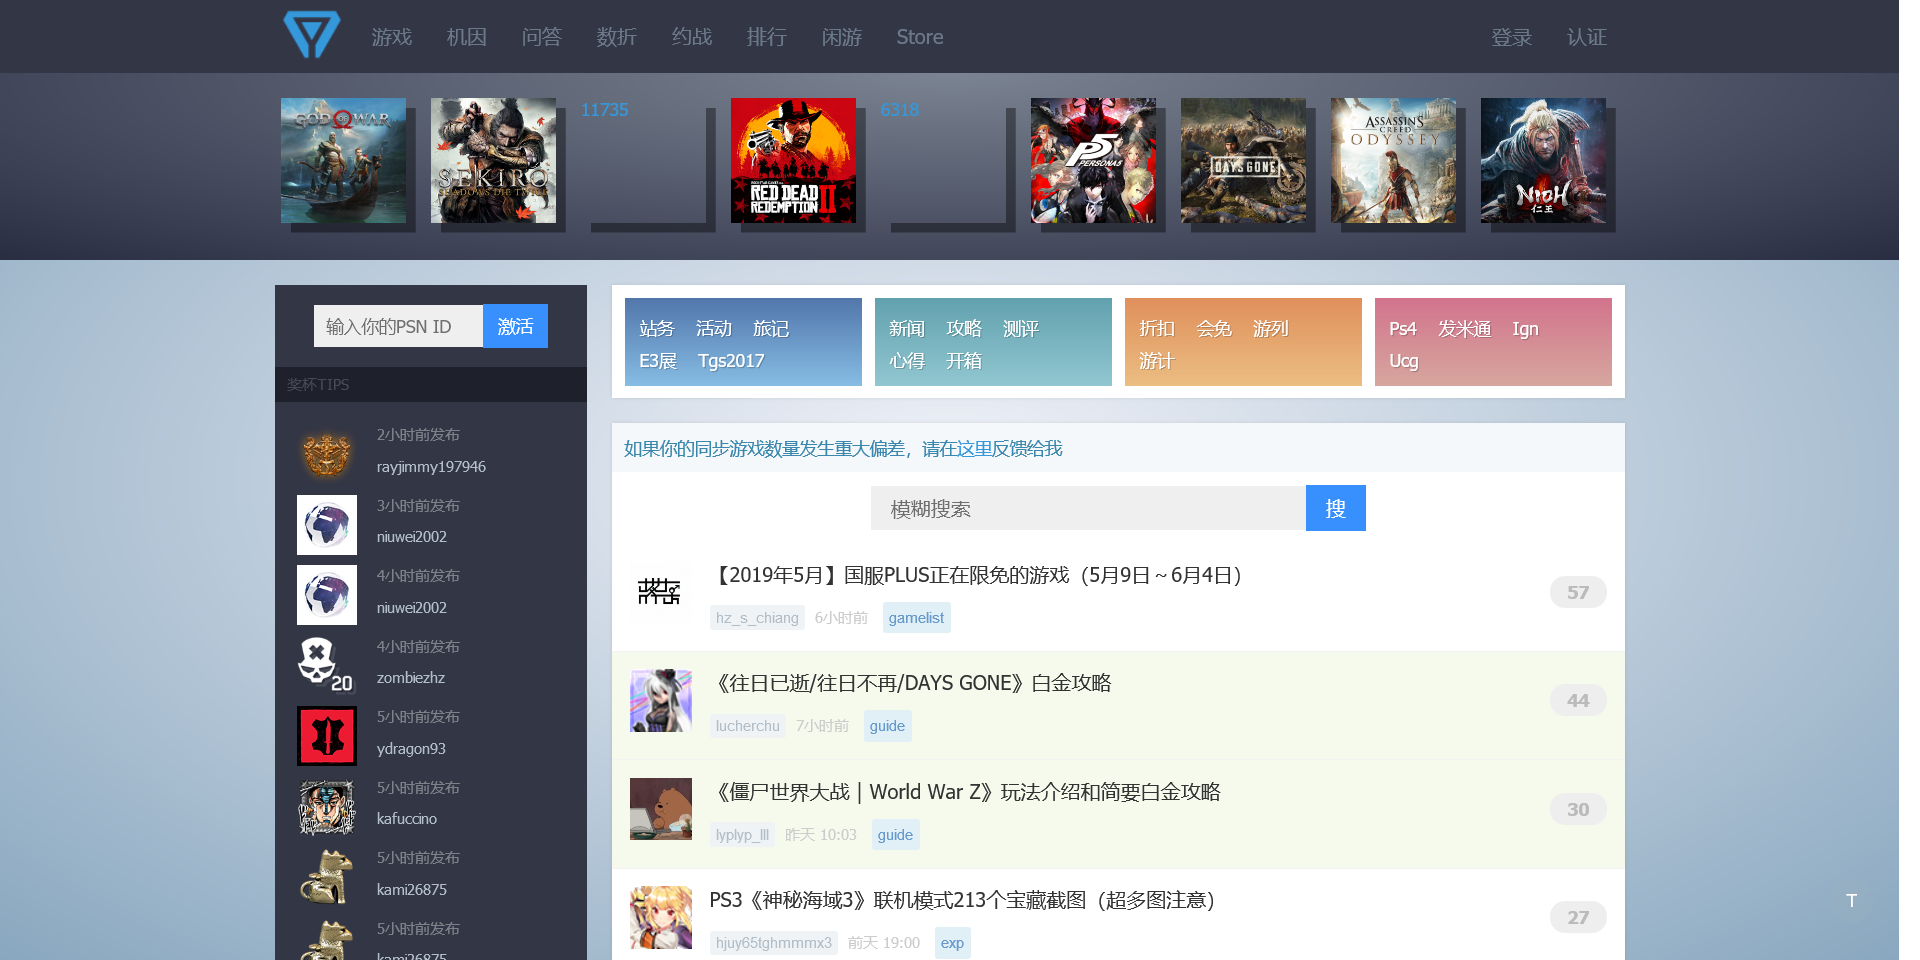 游戏 机因 问答 数折 约战 排行 闲游 Store 登录 认证
GOD OF WAR
SEKIRO
SHADOWS DIE TWICE
11735
RED DEAD
REDEMPTION II
6318
P5
PERSONA5
DAYS GONE
ASSASSIN'S
CREED
ODYSSEY
NIOH
仁王
输入你的PSN ID 激活
奖杯TIPS
2小时前发布
rayjimmy197946
3小时前发布
niuwei2002
4小时前发布
niuwei2002
4小时前发布
zombiezhz
20
5小时前发布
ydragon93
5小时前发布
kafuccino
5小时前发布
kami26875
5小时前发布
kami26875
站务 活动 旅记
E3展 Tgs2017
新闻 攻略 测评
心得 开箱
折扣 会免 游列
游计
Ps4 发米通 Ign
Ucg
如果你的同步游戏数量发生重大偏差，请在这里反馈给我
模糊搜索 搜
【2019年5月】国服PLUS正在限免的游戏（5月9日～6月4日）
57
hz_s_chiang 6小时前 gamelist
《往日已逝/往日不再/DAYS GONE》白金攻略
44
lucherchu 7小时前 guide
《僵尸世界大战 | World War Z》玩法介绍和简要白金攻略
30
lyplyp_lll 昨天 10:03 guide
PS3《神秘海域3》联机模式213个宝藏截图（超多图注意）
27
hjuy65tghmmmx3 前天 19:00 exp
T